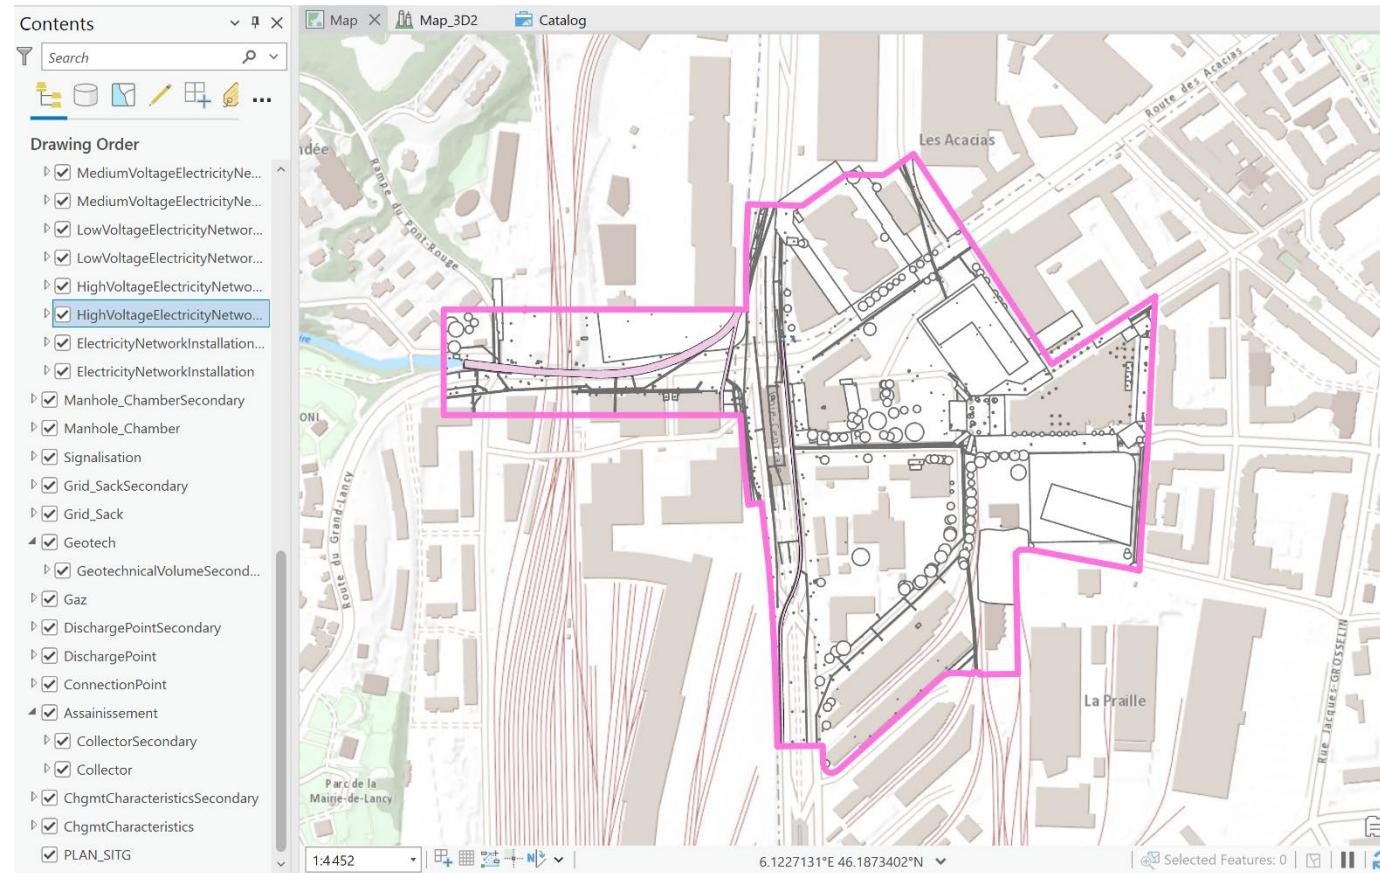 Contents
Map
Map_3D2
Catalog
Search
Drawing Order
MediumVoltageElectricityNe...
MediumVoltageElectricityNe...
LowVoltageElectricityNetwor...
LowVoltageElectricityNetwor...
HighVoltageElectricityNetwo...
HighVoltageElectricityNetwo...
ElectricityNetworkInstallation...
ElectricityNetworkInstallation
Manhole_ChamberSecondary
Manhole_Chamber
Signalisation
Grid_SackSecondary
Grid_Sack
Geotech
GeotechnicalVolumeSecond...
Gaz
DischargePointSecondary
DischargePoint
ConnectionPoint
Assainissement
CollectorSecondary
Collector
ChgmtCharacteristicsSecondary
ChgmtCharacteristics
PLAN_SITG
Route des Acacias
Les Acacias
ndée
Rampe du Pont-Rouge
ONI
Route du Grand-Lancy
La Praille
Rue Jacques-GROSSELIN
Parc de la
Mairie-de-Lancy
1:4452
N
6.1227131°E 46.1873402°N
Selected Features: 0